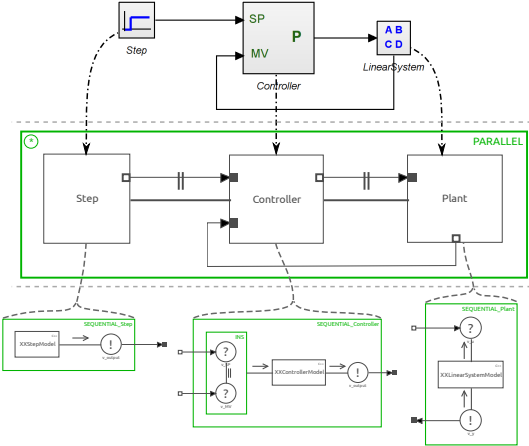 SP
P
MV
A B
C D
Step
Controller
LinearSystem
*
PARALLEL
Step
Controller
Plant
SEQUENTIAL_Step
XXStepModel
!
SEQUENTIAL_Controller
INS
?
?
XXControllerModel
!
SEQUENTIAL_Plant
?
XXLinearSystemModel
!